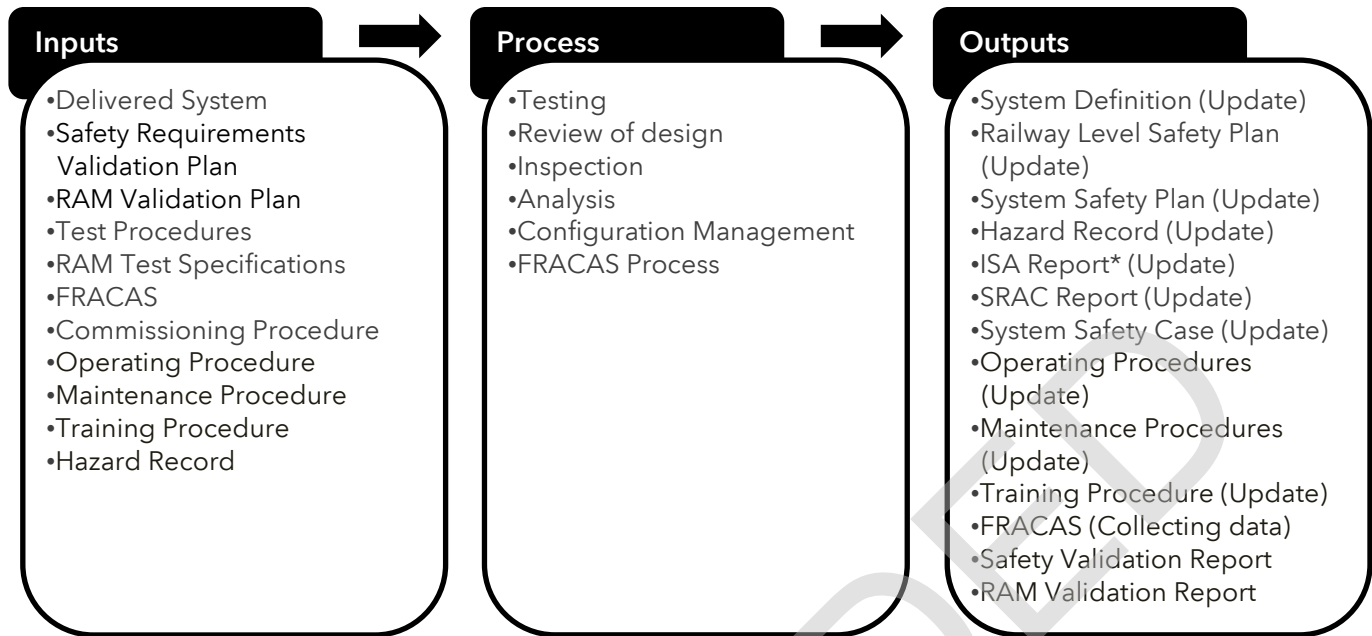 Inputs
•Delivered System
•Safety Requirements
Validation Plan
•RAM Validation Plan
•Test Procedures
•RAM Test Specifications
•FRACAS
•Commissioning Procedure
•Operating Procedure
•Maintenance Procedure
•Training Procedure
•Hazard Record
Process
•Testing
•Review of design
•Inspection
•Analysis
•Configuration Management
•FRACAS Process
Outputs
•System Definition (Update)
•Railway Level Safety Plan
(Update)
•System Safety Plan (Update)
•Hazard Record (Update)
•ISA Report* (Update)
•SRAC Report (Update)
•System Safety Case (Update)
•Operating Procedures
(Update)
•Maintenance Procedures
(Update)
•Training Procedure (Update)
•FRACAS (Collecting data)
•Safety Validation Report
•RAM Validation Report